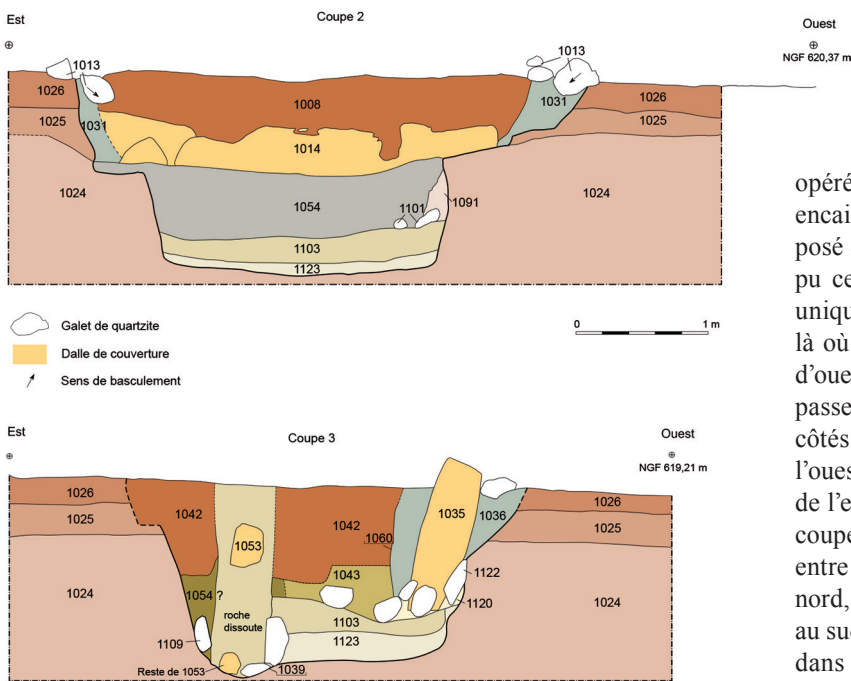 Est
Coupe 2
Ouest
NGF 620,37 m
1013
1013
1026
1008
1031
1026
1025
1031
1025
1014
1024
1054
1101
1091
1024
1103
1123
Galet de quartzite
Dalle de couverture
Sens de basculement
0
1 m
Est
Coupe 3
Ouest
NGF 619,21 m
1026
1025
1042
1053
1042
1060
1035
1036
1026
1025
1043
1122
1054 ?
1120
1024
roche
dissoute
1103
1024
1109
1123
Reste de 1053
1039
opéré
encais
posé
pu ce
uniqu
là où
d'oue
passe
côtés
l'oues
de l'e
coupe
entre
nord,
au su
dans